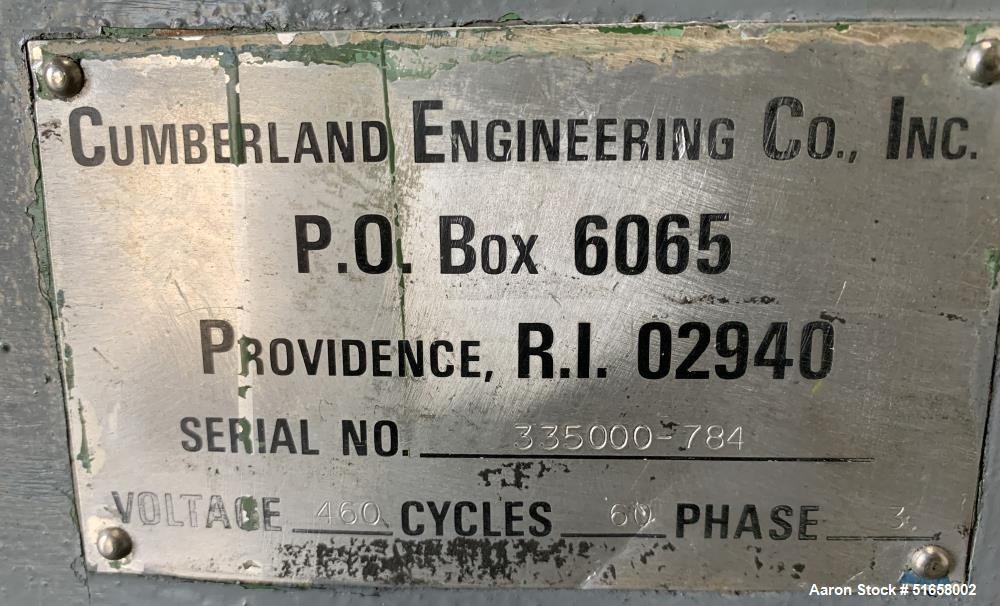 CUMBERLAND ENGINEERING CO., INC.
P.O. BOX 6065
PROVIDENCE, R.I. 02940
SERIAL NO. 335000-784
VOLTAGE 460 CYCLES 60 PHASE 3
Aaron Stock # 51658002